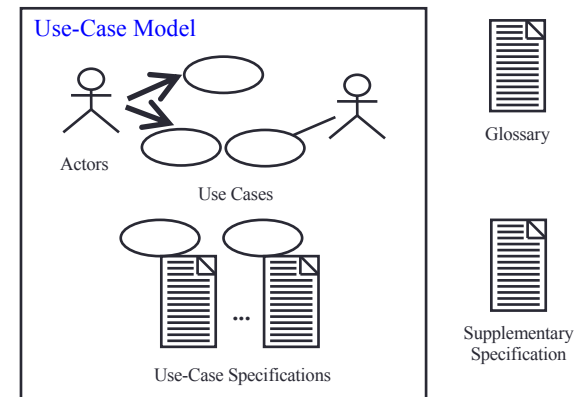 Use-Case Model
Actors
Use Cases
...
Use-Case Specifications
Glossary
Supplementary
Specification